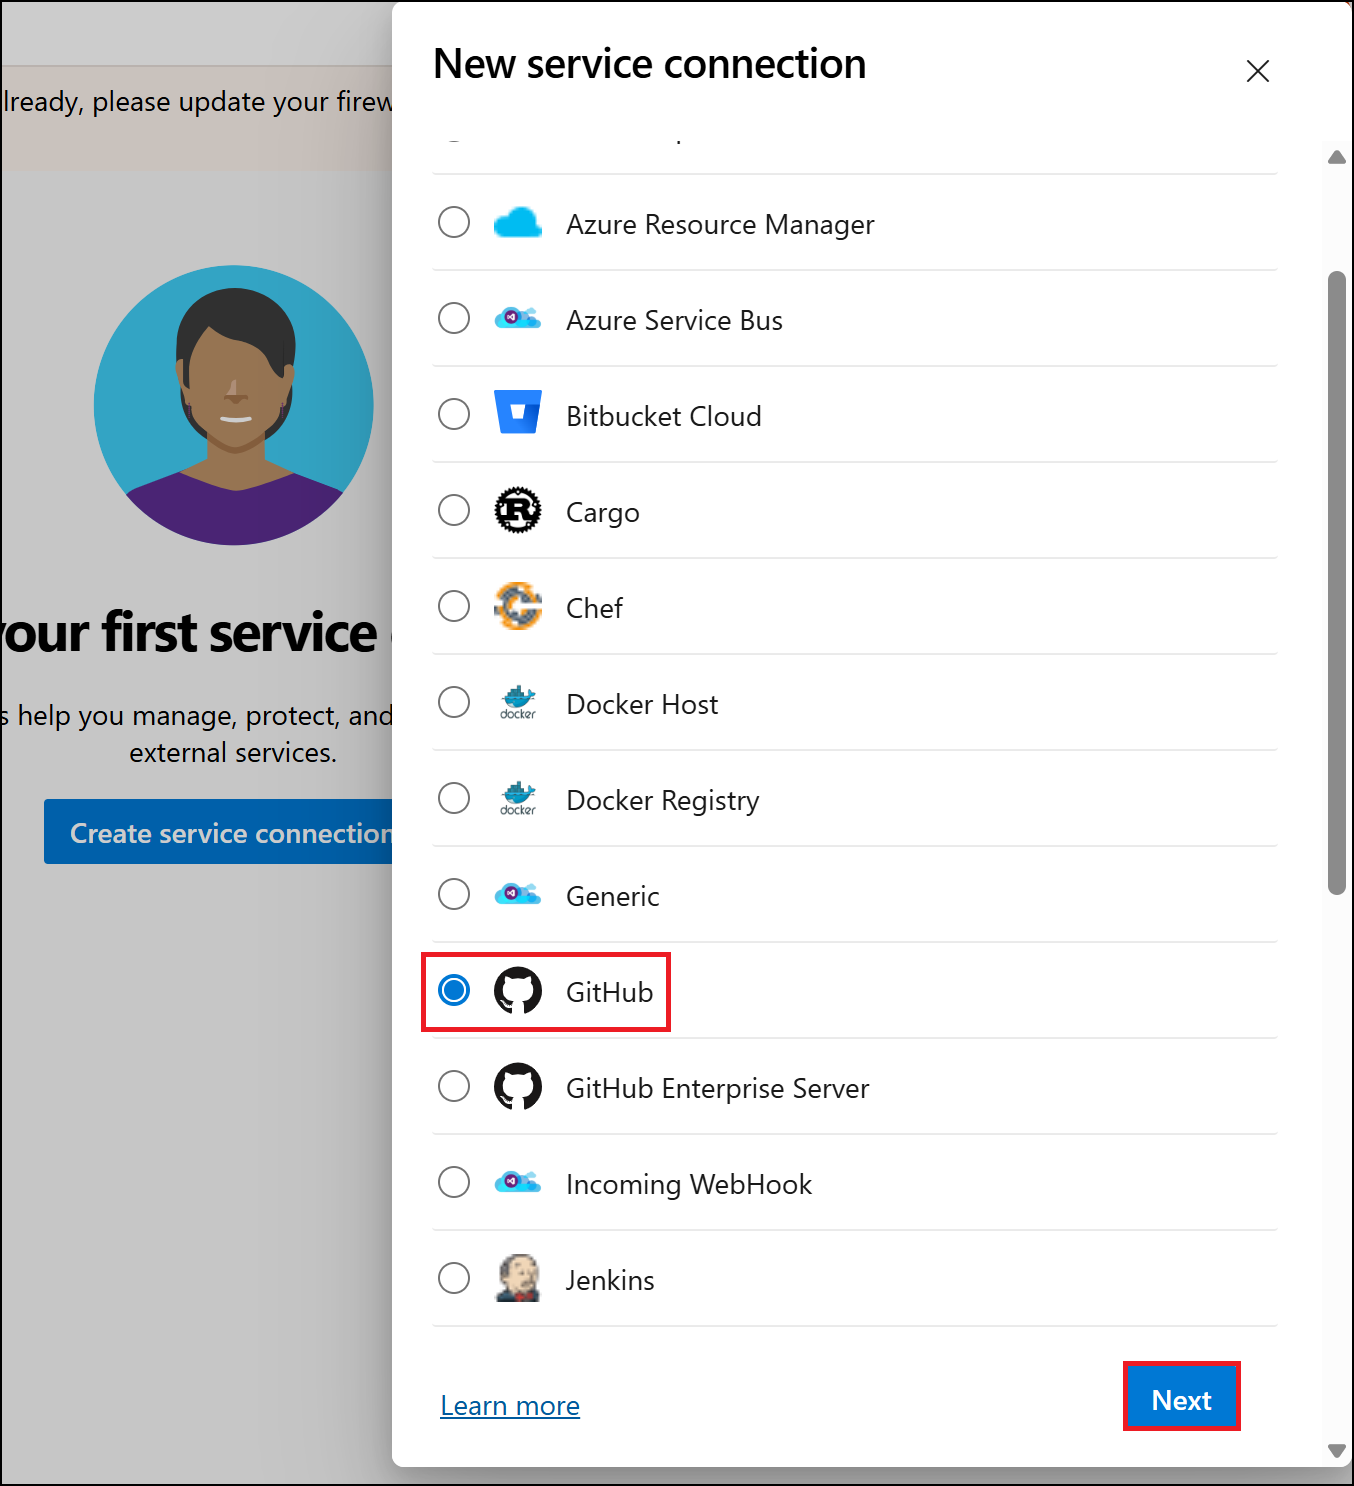 New service connection
lready, please update your firew
Azure Resource Manager
Azure Service Bus
Bitbucket Cloud
Cargo
Chef
docker
Docker Host
docker
Docker Registry
Generic
GitHub
GitHub Enterprise Server
Incoming WebHook
Jenkins
Learn more
Next
your first service
s help you manage, protect, and
external services.
Create service connection